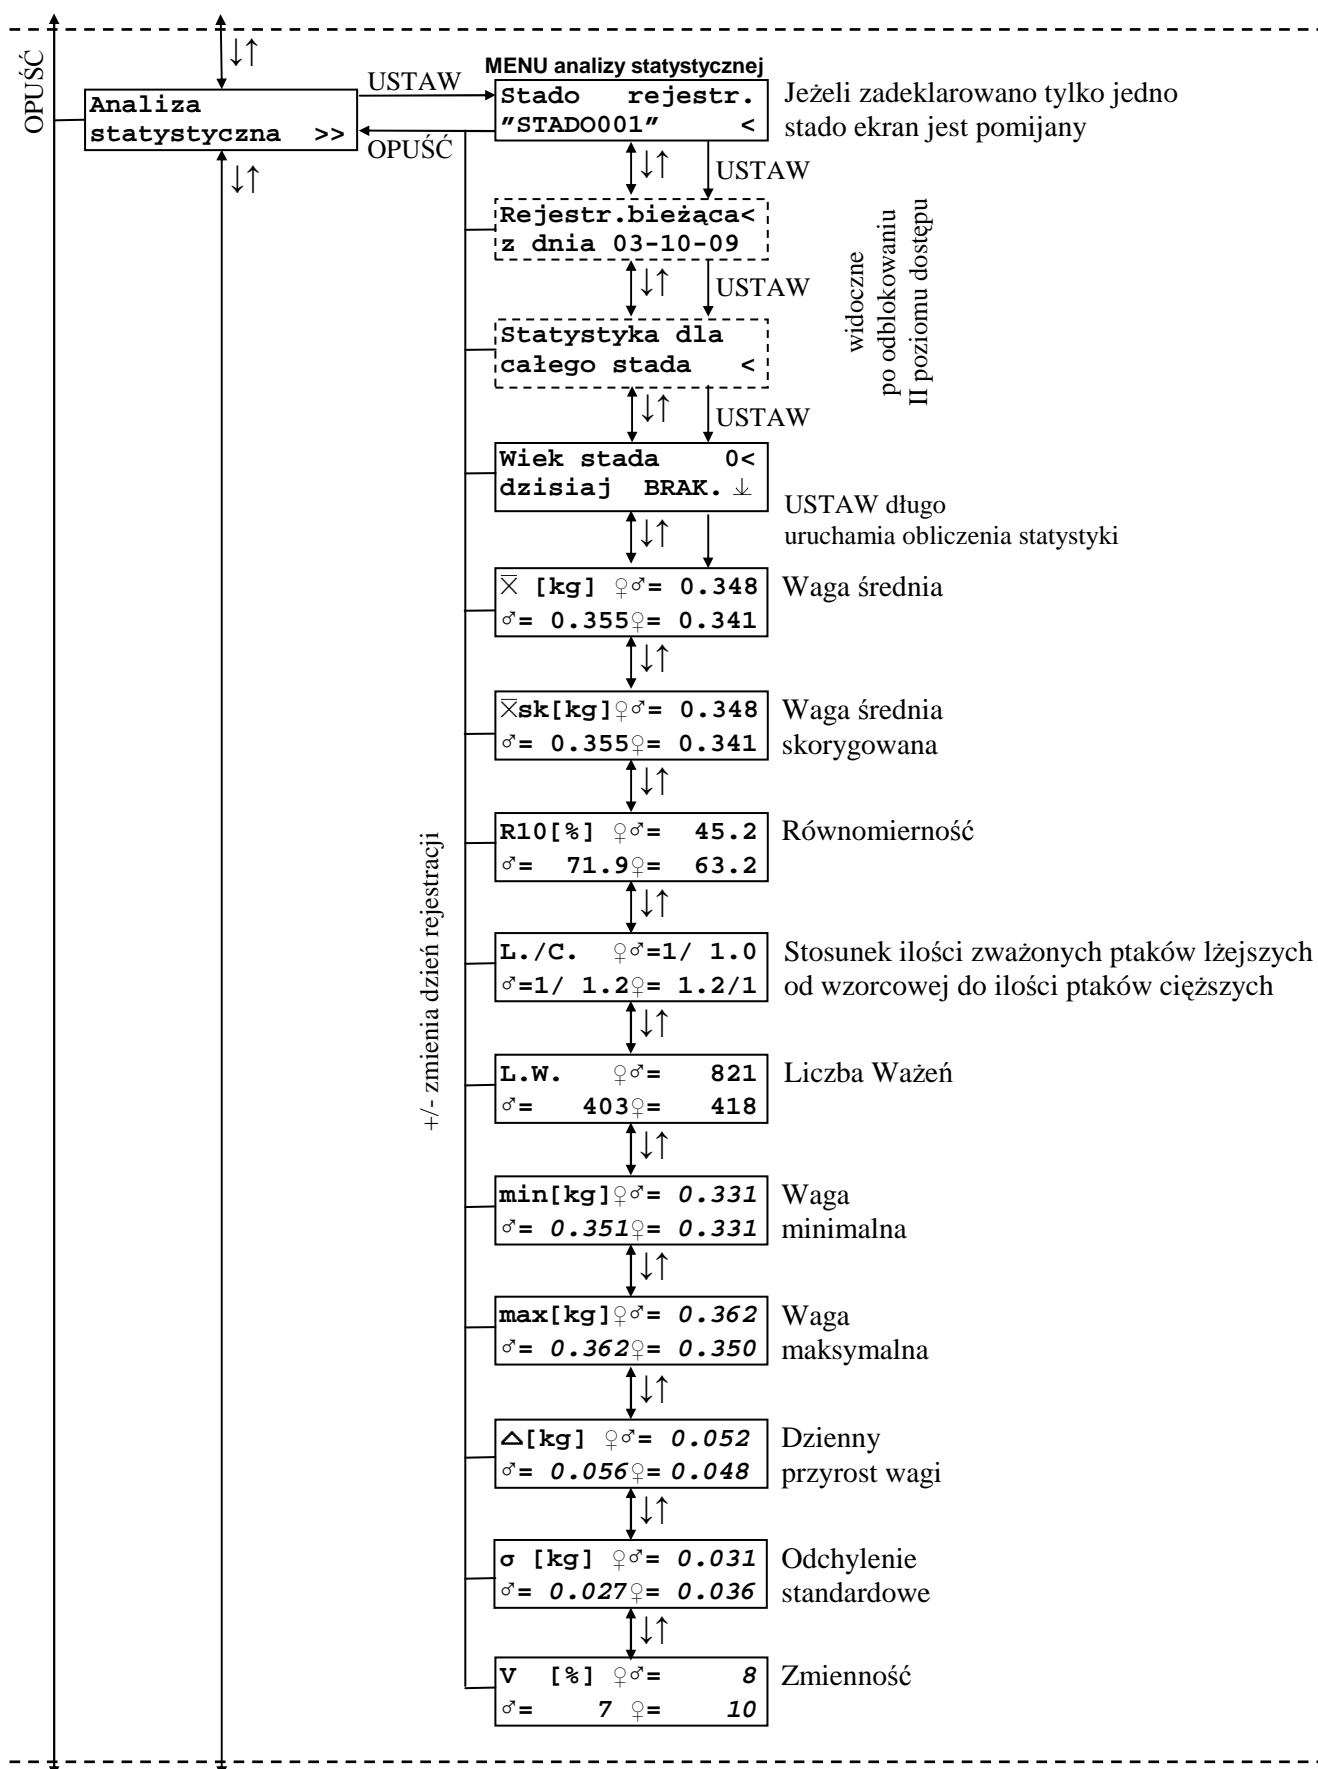 OPUŚĆ
↓↑
Analiza
statystyczna >>
↓↑
USTAW
OPUŚĆ
MENU analizy statystycznej
Stado rejestr.
"STADO001" <
Jeżeli zadeklarowano tylko jedno
stado ekran jest pomijany
↓↑ USTAW
Rejestr.bieżąca<
z dnia 03-10-09
↓↑ USTAW
widoczne
po odblokowaniu
II poziomu dostępu
Statystyka dla
całego stada <
↓↑ USTAW
Wiek stada 0<
dzisiaj BRAK. ↓
USTAW długo
uruchamia obliczenia statystyki
↓↑
X̅ [kg] ♀♂= 0.348
♂= 0.355♀= 0.341
Waga średnia
↓↑
X̅sk[kg]♀♂= 0.348
♂= 0.355♀= 0.341
Waga średnia
skorygowana
↓↑
+/- zmienia dzień rejestracji
R10[%] ♀♂= 45.2
♂= 71.9♀= 63.2
Równomierność
↓↑
L./C. ♀♂=1/ 1.0
♂=1/ 1.2♀= 1.2/1
Stosunek ilości zważonych ptaków lżejszych
od wzorcowej do ilości ptaków cięższych
↓↑
L.W. ♀♂= 821
♂= 403♀= 418
Liczba Ważeń
↓↑
min[kg]♀♂= 0.331
♂= 0.351♀= 0.331
Waga
minimalna
↓↑
max[kg]♀♂= 0.362
♂= 0.362♀= 0.350
Waga
maksymalna
↓↑
△[kg] ♀♂= 0.052
♂= 0.056♀= 0.048
Dzienny
przyrost wagi
↓↑
σ [kg] ♀♂= 0.031
♂= 0.027♀= 0.036
Odchylenie
standardowe
↓↑
V [%] ♀♂= 8
♂= 7 ♀= 10
Zmienność